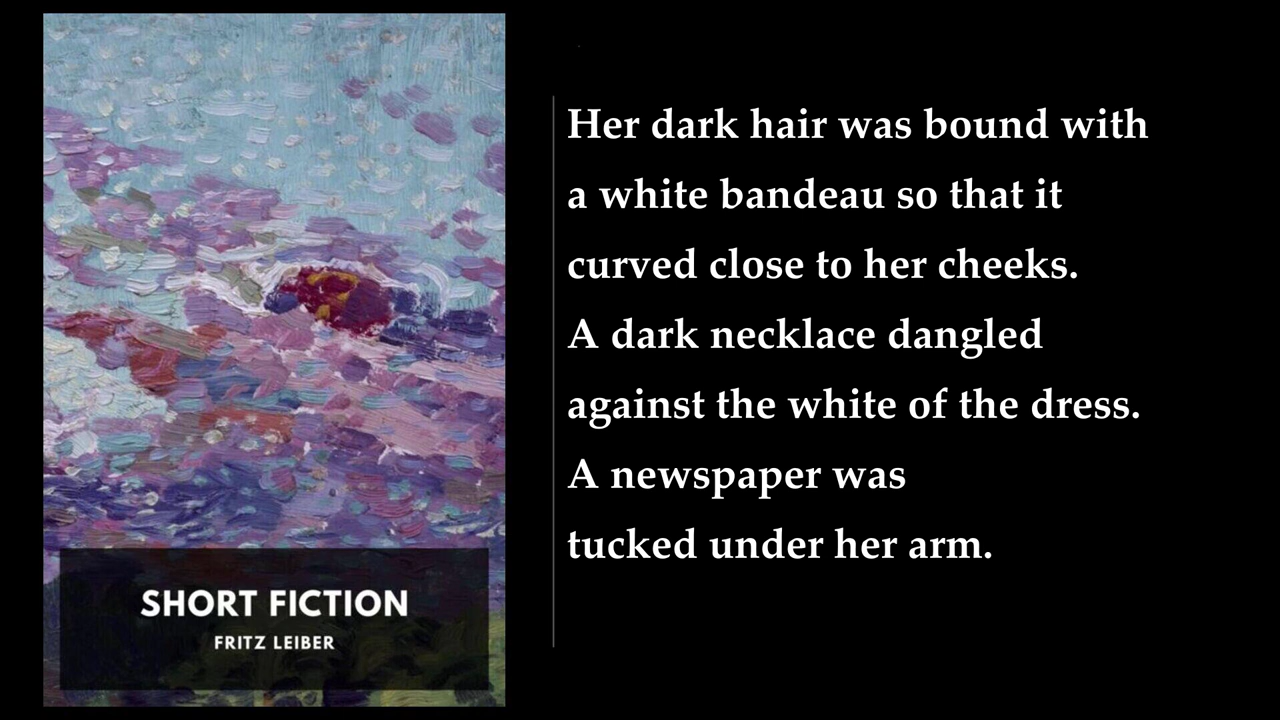 SHORT FICTION
FRITZ LEIBER
Her dark hair was bound with
a white bandeau so that it
curved close to her cheeks.
A dark necklace dangled
against the white of the dress.
A newspaper was
tucked under her arm.